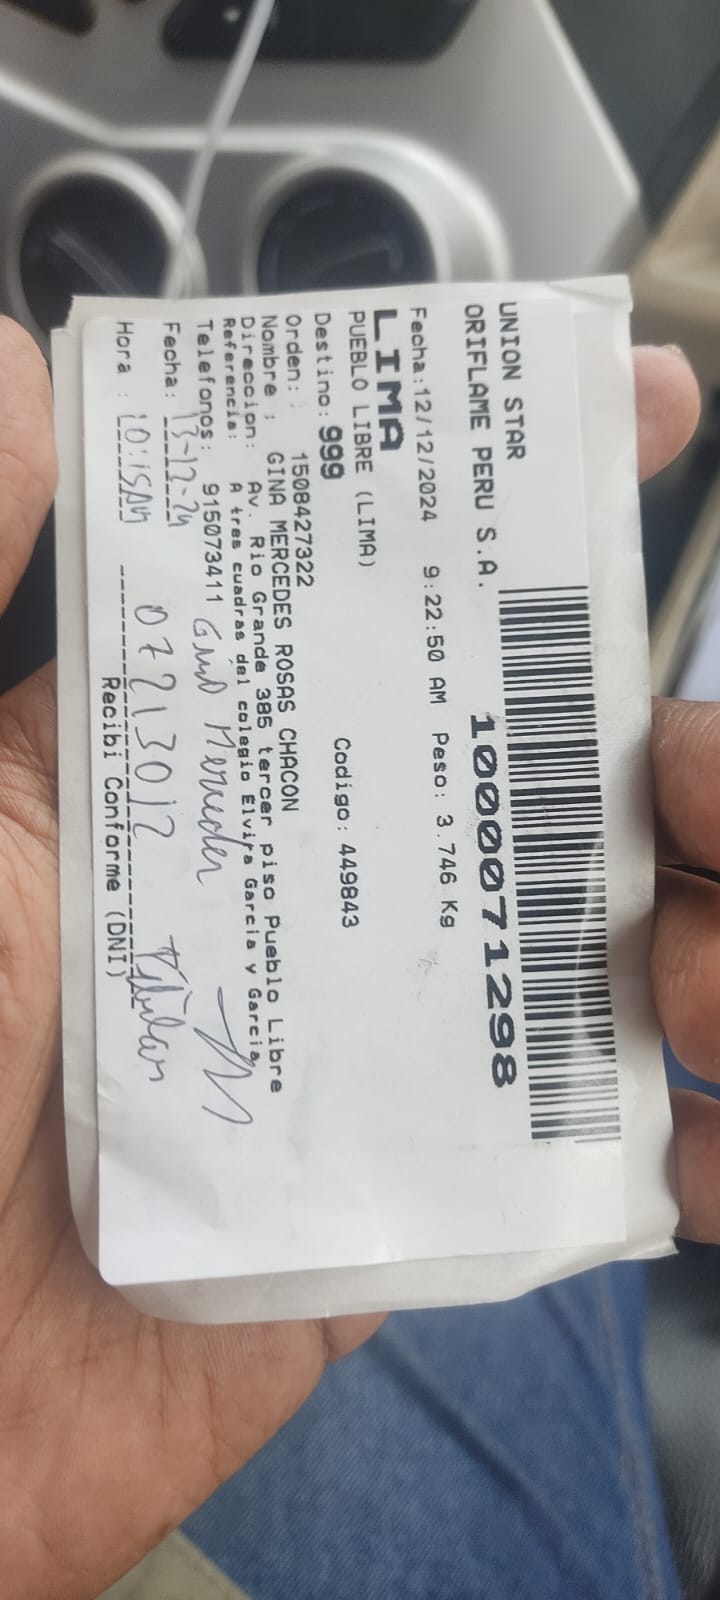 UNION STAR
ORIFLAME PERU S.A.
1000071298
Fecha:12/12/2024 9:22:50 AM Peso: 3.746 Kg
LIMA
PUEBLO LIBRE (LIMA)
Destino: 999 Codigo: 449843
Orden: 1508427322
Nombre : GINA MERCEDES ROSAS CHACON
Direccion: Av. Rio Grande 385 tercer piso Pueblo Libre
Referencia: A tres cuadras del colegio Elvira Garcia y Garcia
Telefonos: 915073411
Fecha: 13-12-24
Hora : 10:15AM 07213012
Recibi Conforme (DNI)